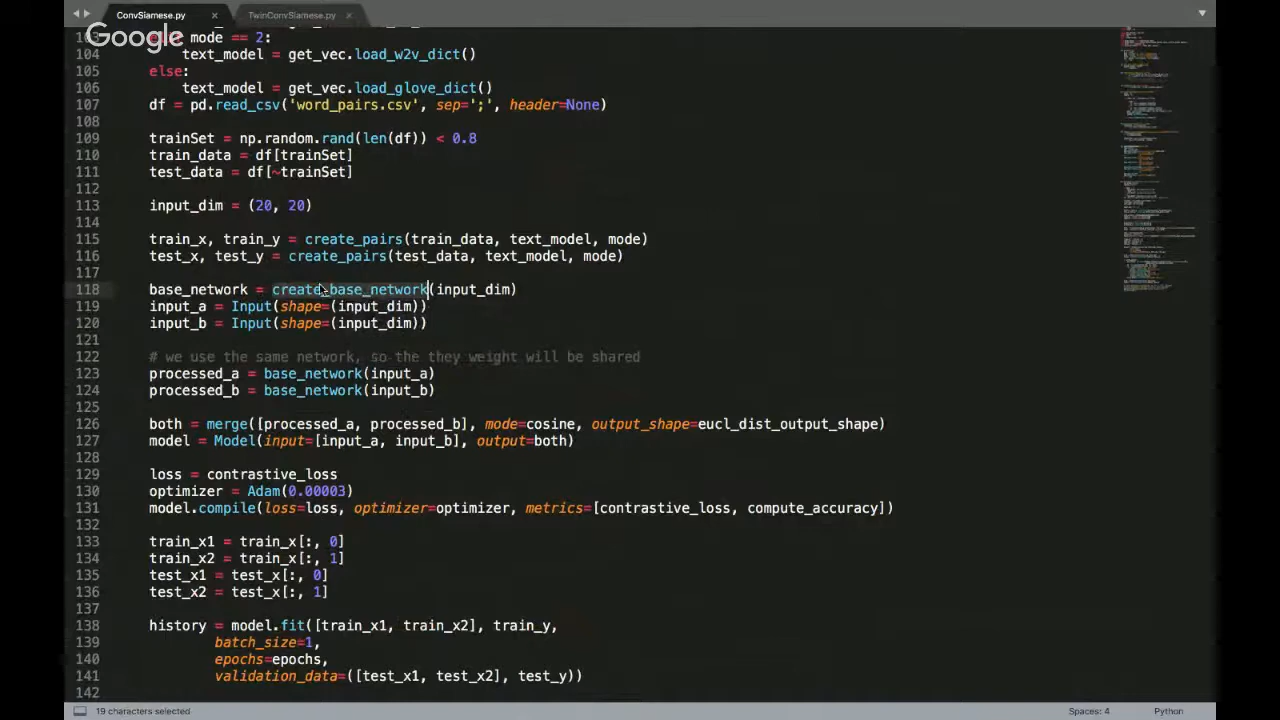 ConvSiamese.py × TwinConvSiamese.py ×
Google
103 mode == 2:
104 text_model = get_vec.load_w2v_dict()
105 else:
106 text_model = get_vec.load_glove_dict()
107 df = pd.read_csv('word_pairs.csv', sep=';', header=None)
108
109 trainSet = np.random.rand(len(df)) < 0.8
110 train_data = df[trainSet]
111 test_data = df[~trainSet]
112
113 input_dim = (20, 20)
114
115 train_x, train_y = create_pairs(train_data, text_model, mode)
116 test_x, test_y = create_pairs(test_data, text_model, mode)
117
118 base_network = create_base_network(input_dim)
119 input_a = Input(shape=(input_dim))
120 input_b = Input(shape=(input_dim))
121
122 # we use the same network, so the they weight will be shared
123 processed_a = base_network(input_a)
124 processed_b = base_network(input_b)
125
126 both = merge([processed_a, processed_b], mode=cosine, output_shape=eucl_dist_output_shape)
127 model = Model(input=[input_a, input_b], output=both)
128
129 loss = contrastive_loss
130 optimizer = Adam(0.00003)
131 model.compile(loss=loss, optimizer=optimizer, metrics=[contrastive_loss, compute_accuracy])
132
133 train_x1 = train_x[:, 0]
134 train_x2 = train_x[:, 1]
135 test_x1 = test_x[:, 0]
136 test_x2 = test_x[:, 1]
137
138 history = model.fit([train_x1, train_x2], train_y,
139 batch_size=1,
140 epochs=epochs,
141 validation_data=([test_x1, test_x2], test_y))
142
19 characters selected Spaces: 4 Python